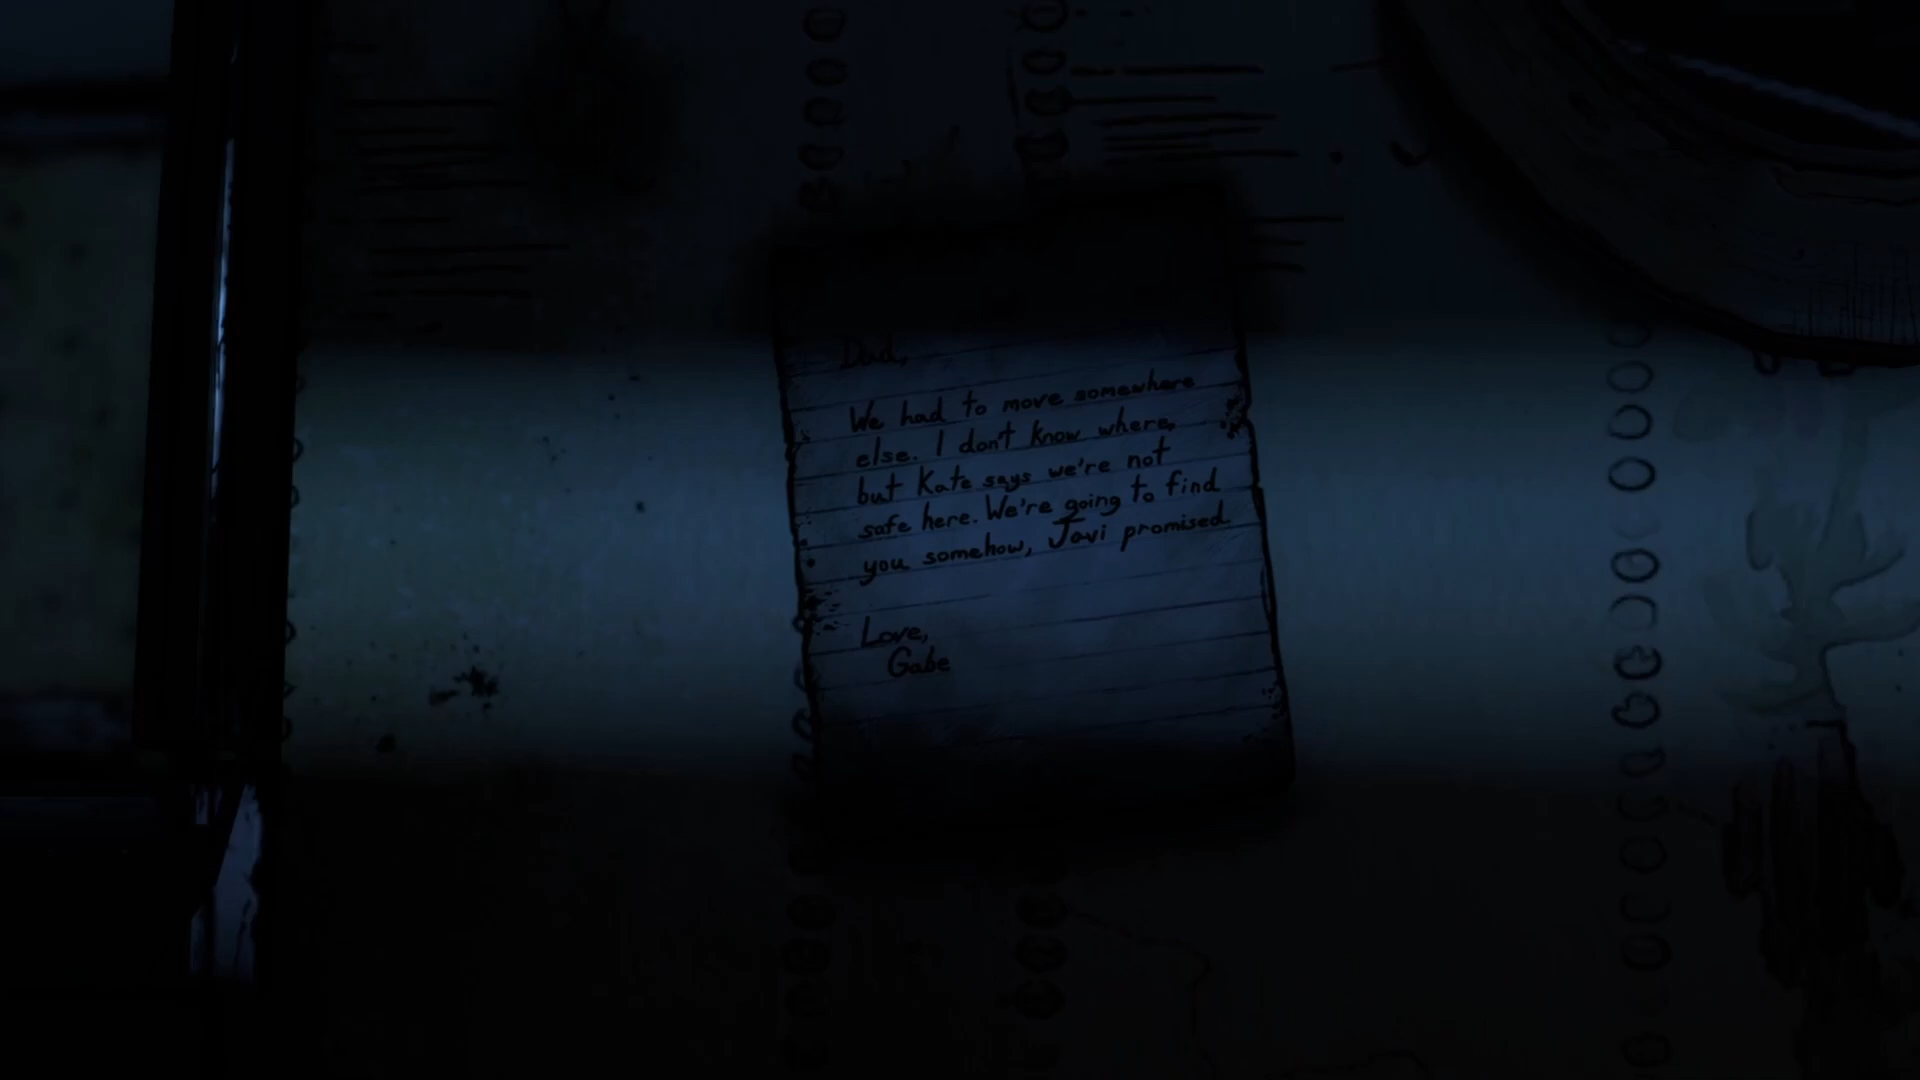 Dad,
We had to move somewhere
else. I don't know where,
but Kate says we're not
safe here. We're going to find
you somehow, Javi promised.
Love,
Gabe